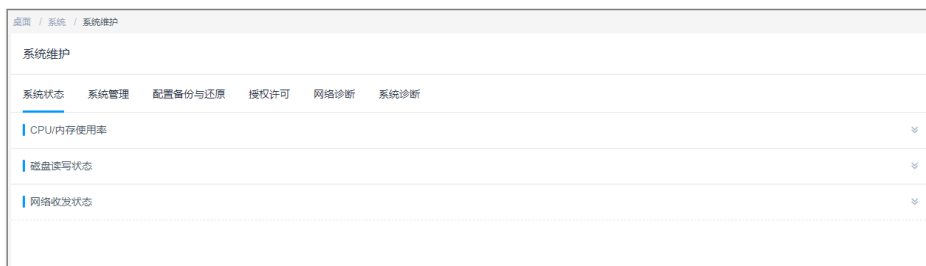 桌面 / 系统 / 系统维护
系统维护
系统状态 系统管理 配置备份与还原 授权许可 网络诊断 系统诊断
CPU/内存使用率
磁盘读写状态
网络收发状态